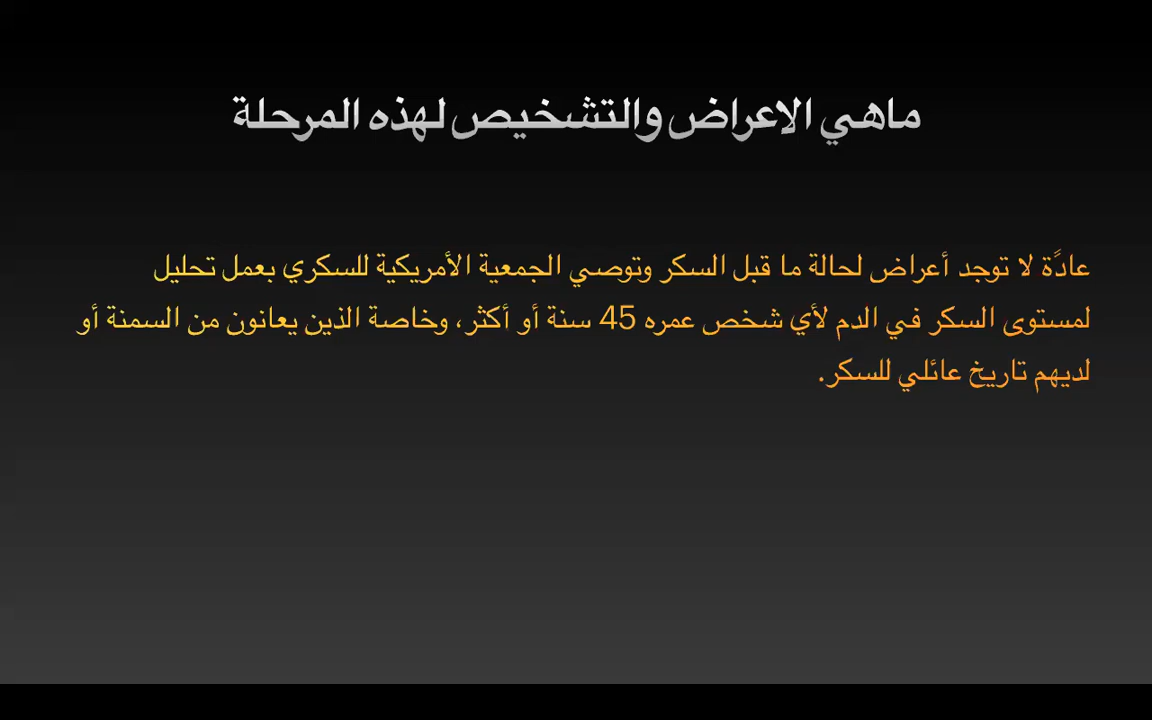 ماهي الاعراض والتشخيص لهذه المرحلة
عادًة لا توجد أعراض لحالة ما قبل السكر وتوصي الجمعية الأمريكية للسكري بعمل تحليل
لمستوى السكر في الدم لأي شخص عمره 45 سنة أو أكثر، وخاصة الذين يعانون من السمنة أو
لديهم تاريخ عائلي للسكر.